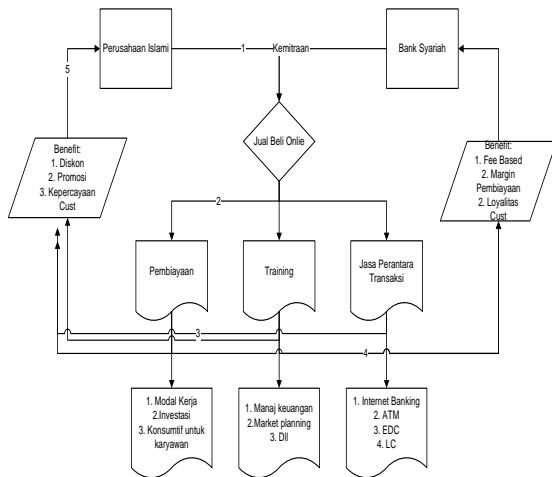 Perusahaan Islami
1
Kemitraan
Bank Syariah
5
Jual Beli Onlie
Benefit:
1. Diskon
2. Promosi
3. Kepercayaan
Cust
Benefit:
1. Fee Based
2. Margin
Pembiayaan
2. Loyalitas
Cust
2
Pembiayaan
Training
Jasa Perantara
Transaksi
3
4
1. Modal Kerja
2.Investasi
3. Konsumtif untuk
karyawan
1. Manaj keuangan
2.Market planning
3. Dll
1. Internet Banking
2. ATM
3. EDC
4. LC